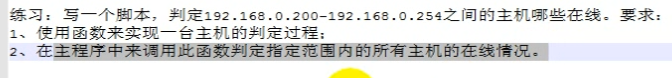 练习：写一个脚本，判定192.168.0.200-192.168.0.254之间的主机哪些在线。要求：
1、使用函数来实现一台主机的判定过程；
2、在主程序中来调用此函数判定指定范围内的所有主机的在线情况。